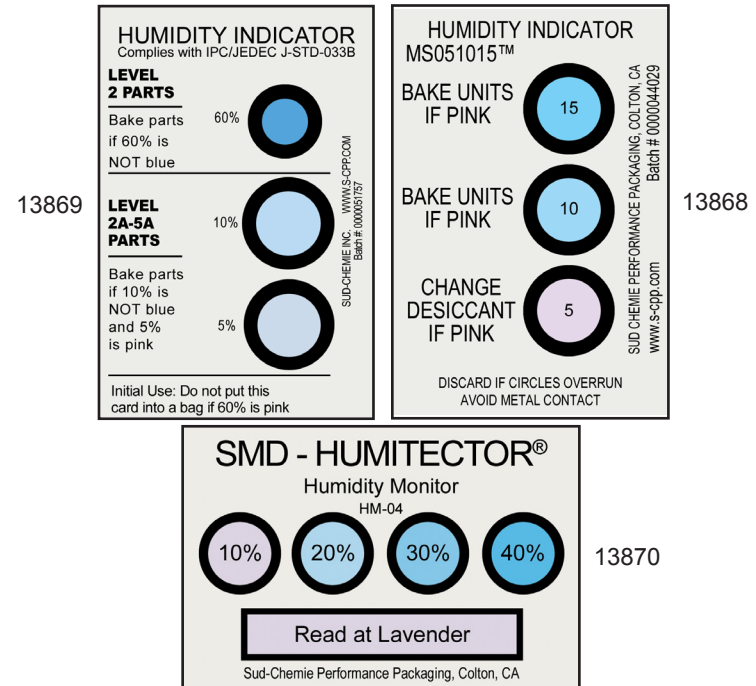 HUMIDITY INDICATOR
Complies with IPC/JEDEC J-STD-033B
LEVEL
2 PARTS
Bake parts
if 60% is
NOT blue
60%
LEVEL
2A-5A
PARTS
Bake parts
if 10% is
NOT blue
and 5%
is pink
10%
5%
SUD-CHEMIE INC. WWW.S-CPP.COM
Batch #: 0000051757
Initial Use: Do not put this
card into a bag if 60% is pink
13869
HUMIDITY INDICATOR
MS051015™
BAKE UNITS
IF PINK
15
BAKE UNITS
IF PINK
10
CHANGE
DESICCANT
IF PINK
5
SUD CHEMIE PERFORMANCE PACKAGING, COLTON, CA
www.s-cpp.com Batch # 0000044029
DISCARD IF CIRCLES OVERRUN
AVOID METAL CONTACT
13868
SMD - HUMITECTOR®
Humidity Monitor
HM-04
10% 20% 30% 40%
Read at Lavender
Sud-Chemie Performance Packaging, Colton, CA
13870